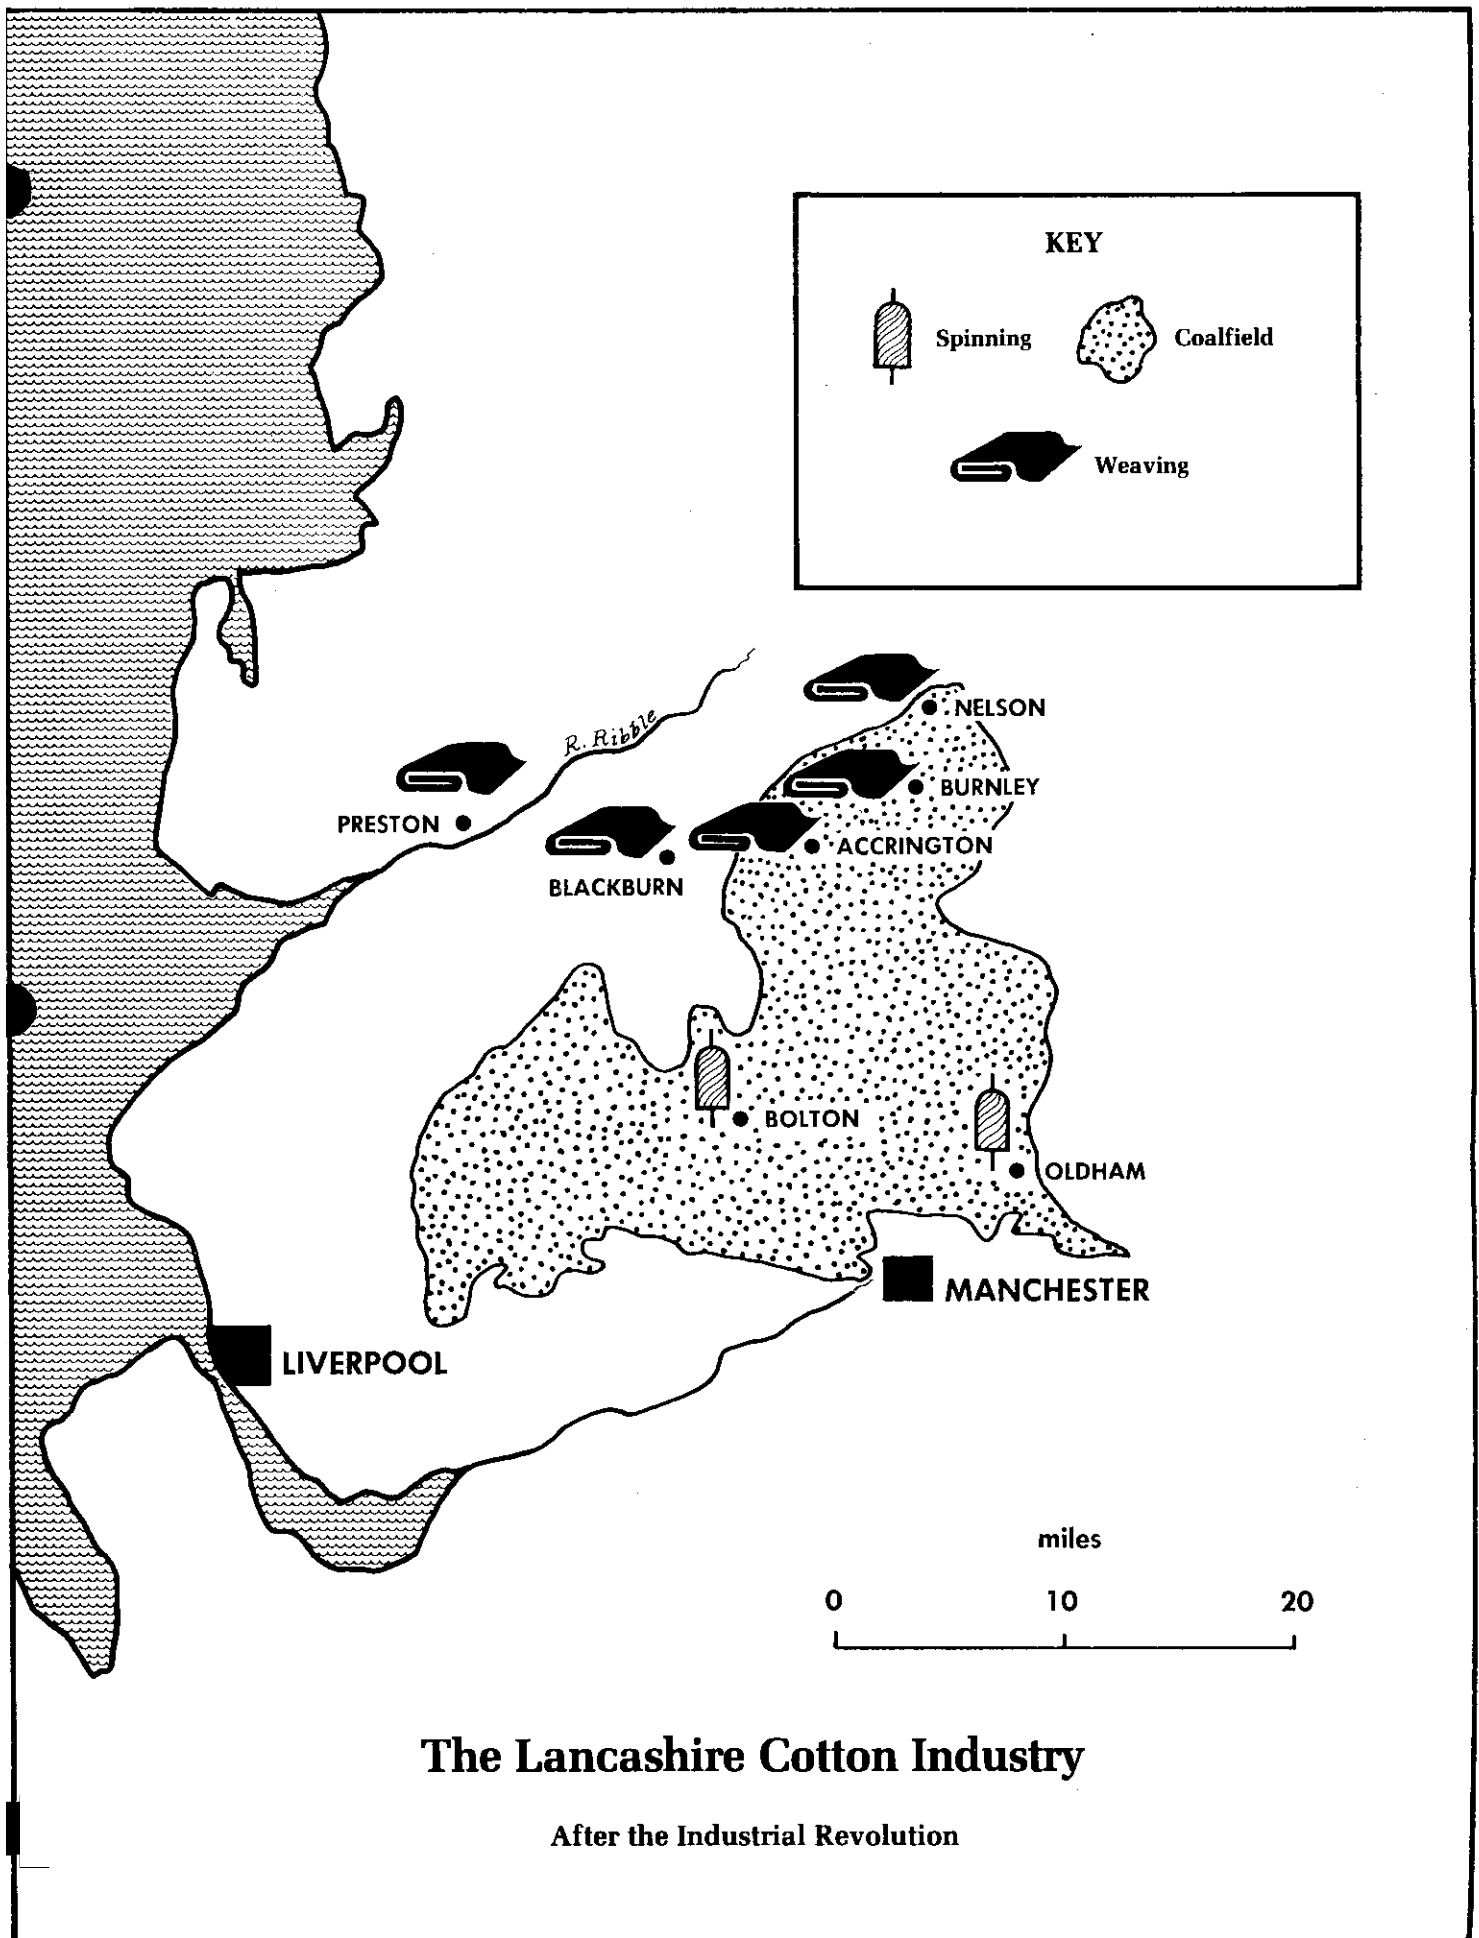 KEY
Spinning
Coalfield
Weaving
R. Ribble
NELSON
BURNLEY
PRESTON
ACCRINGTON
BLACKBURN
BOLTON
OLDHAM
MANCHESTER
LIVERPOOL
miles
0 10 20
The Lancashire Cotton Industry
After the Industrial Revolution